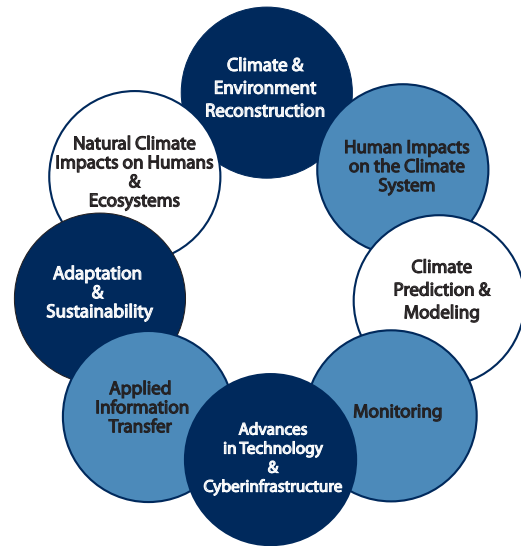 Climate &
Environment
Reconstruction
Human Impacts
on the Climate
System
Climate
Prediction &
Modeling
Monitoring
Advances
in Technology
&
Cyberinfrastructure
Applied
Information
Transfer
Adaptation
&
Sustainability
Natural Climate
Impacts on Humans
&
Ecosystems